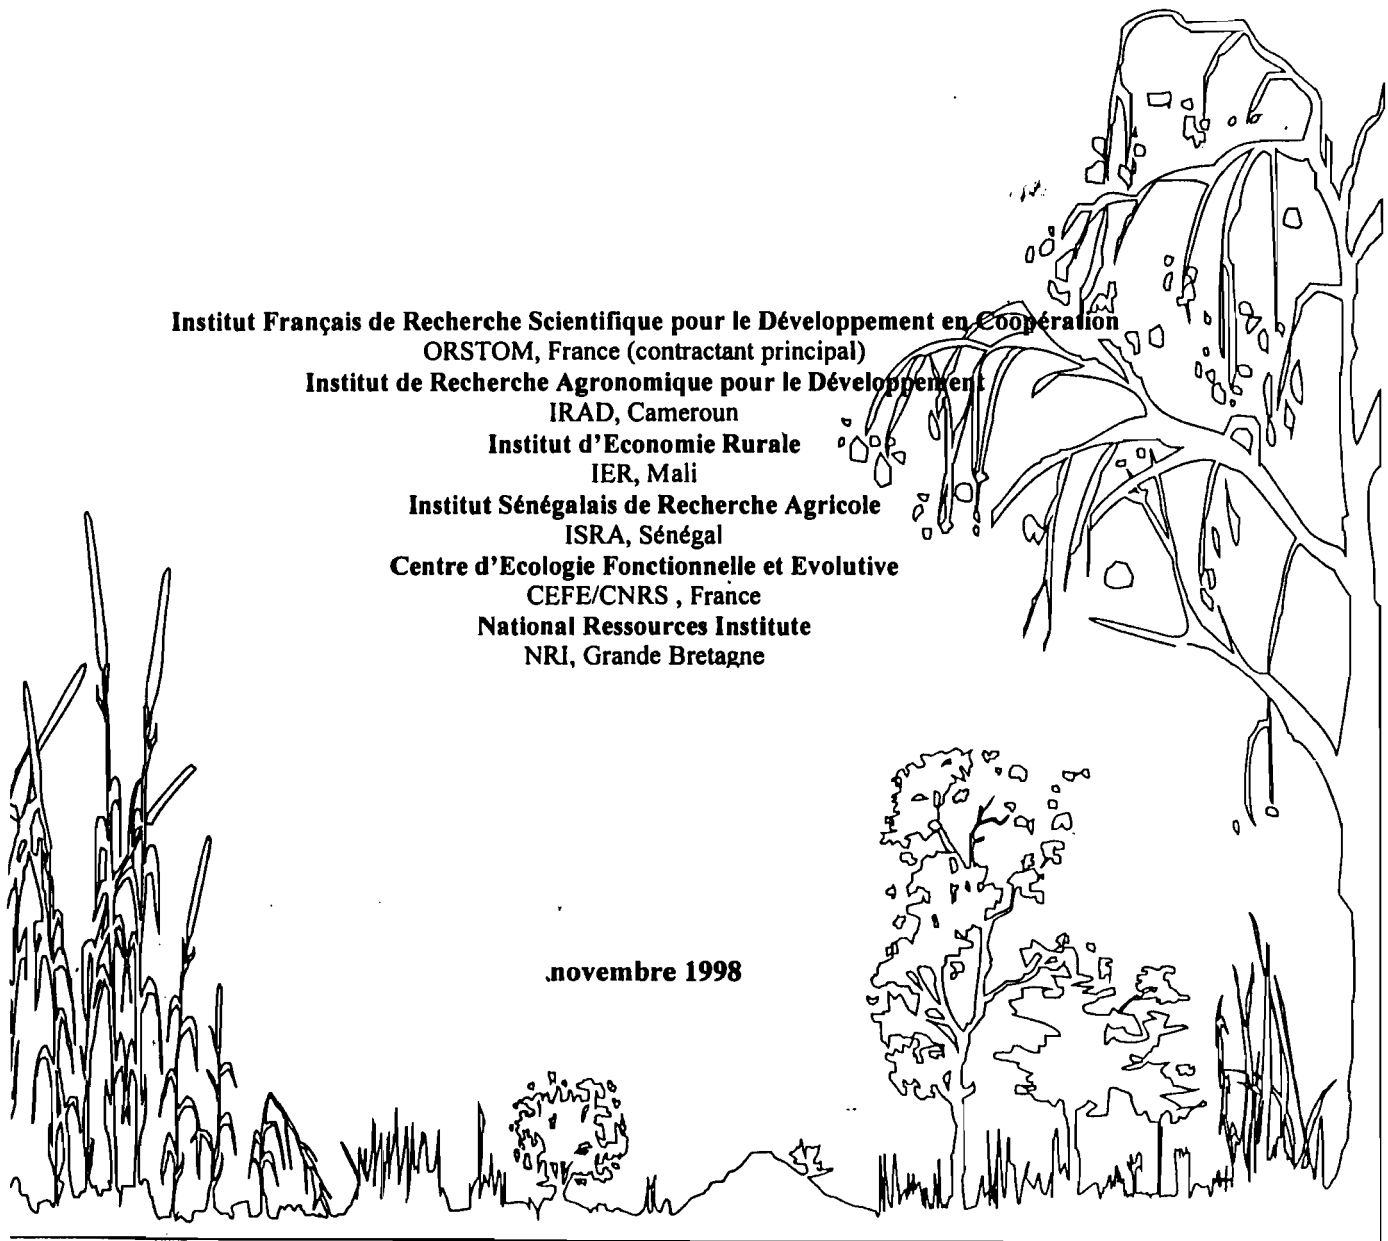 Institut Français de Recherche Scientifique pour le Développement en Coopération
ORSTOM, France (contractant principal)
Institut de Recherche Agronomique pour le Développement
IRAD, Cameroun
Institut d'Economie Rurale
IER, Mali
Institut Sénégalais de Recherche Agricole
ISRA, Sénégal
Centre d'Ecologie Fonctionnelle et Evolutive
CEFE/CNRS , France
National Ressources Institute
NRI, Grande Bretagne
novembre 1998